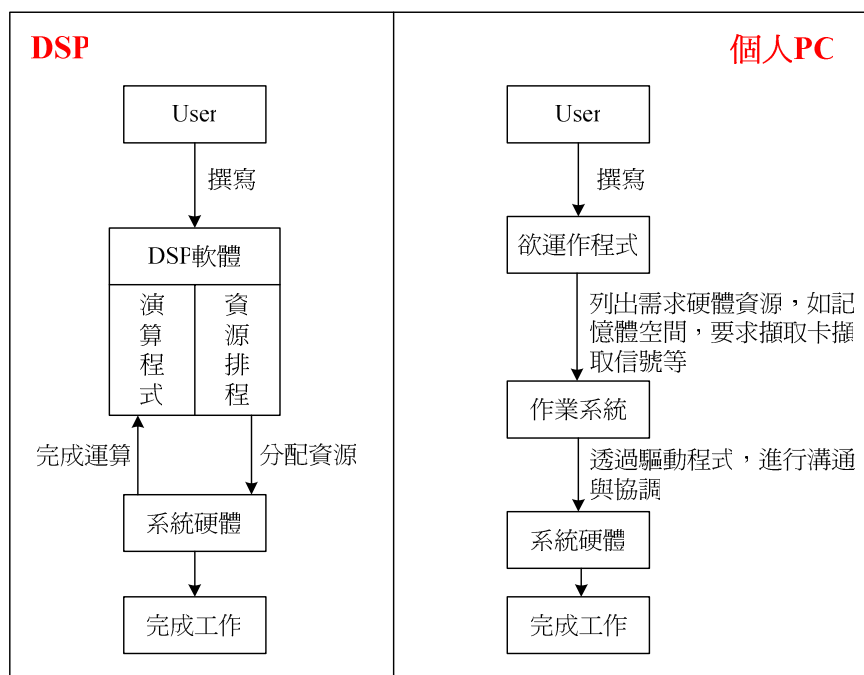 DSP
User
撰寫
DSP軟體
演算程式
資源排程
完成運算
分配資源
系統硬體
完成工作
個人PC
User
撰寫
欲運作程式
列出需求硬體資源，如記
憶體空間，要求擷取卡擷
取信號等
作業系統
透過驅動程式，進行溝通
與協調
系統硬體
完成工作